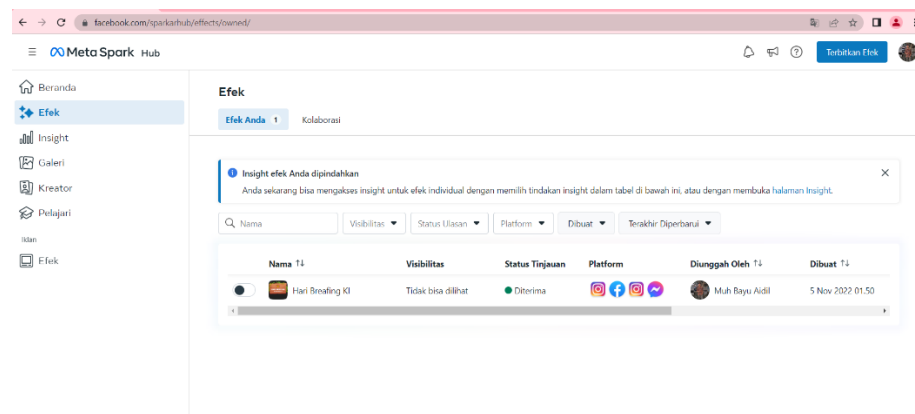 facebook.com/sparkarhub/effects/owned/
Meta Spark Hub
Terbitkan Efek
Beranda
Efek
Insight
Galeri
Kreator
Pelajari
Iklan
Efek
Efek
Efek Anda 1 Kolaborasi
Insight efek Anda dipindahkan
Anda sekarang bisa mengakses insight untuk efek individual dengan memilih tindakan insight dalam tabel di bawah ini, atau dengan membuka halaman Insight.
Nama Visibilitas Status Ulasan Platform Dibuat Terakhir Diperbarui
Nama Visibilitas Status Tinjauan Platform Diunggah Oleh Dibuat
Hari Breafing KI Tidak bisa dilihat Diterima Muh Bayu Aidil 5 Nov 2022 01.50